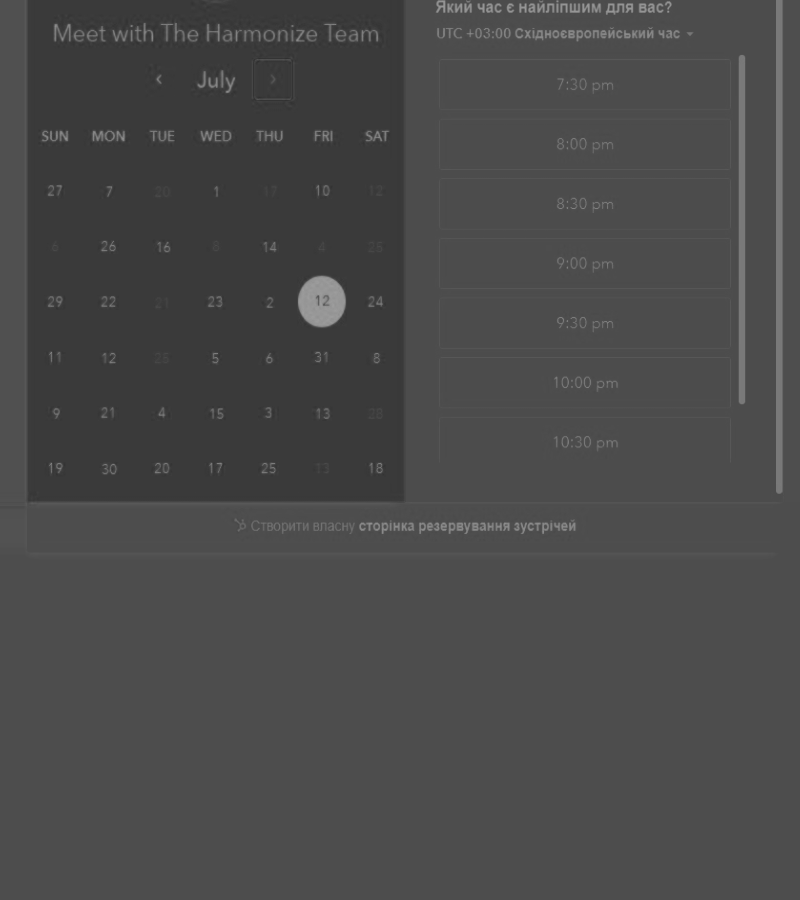 Meet with The Harmonize Team
‹ July ›
SUN MON TUE WED THU FRI SAT
27 7 20 1 17 10 12
6 26 16 8 14 4 25
29 22 21 23 2 12 24
11 12 25 5 6 31 8
9 21 4 15 3 13 28
19 30 20 17 25 13 18
Який час є найліпшим для вас?
UTC +03:00 Східноєвропейський час
7:30 pm
8:00 pm
8:30 pm
9:00 pm
9:30 pm
10:00 pm
10:30 pm
Створити власну сторінка резервування зустрічей